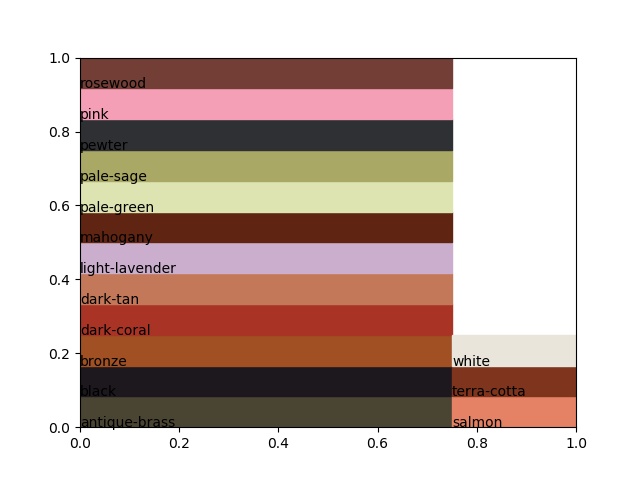 1.0
rosewood
pink
0.8
pewter
pale-sage
0.6
pale-green
mahogany
light-lavender
0.4
dark-tan
dark-coral
0.2
bronze
white
black
terra-cotta
0.0
antique-brass
salmon
0.0 0.2 0.4 0.6 0.8 1.0